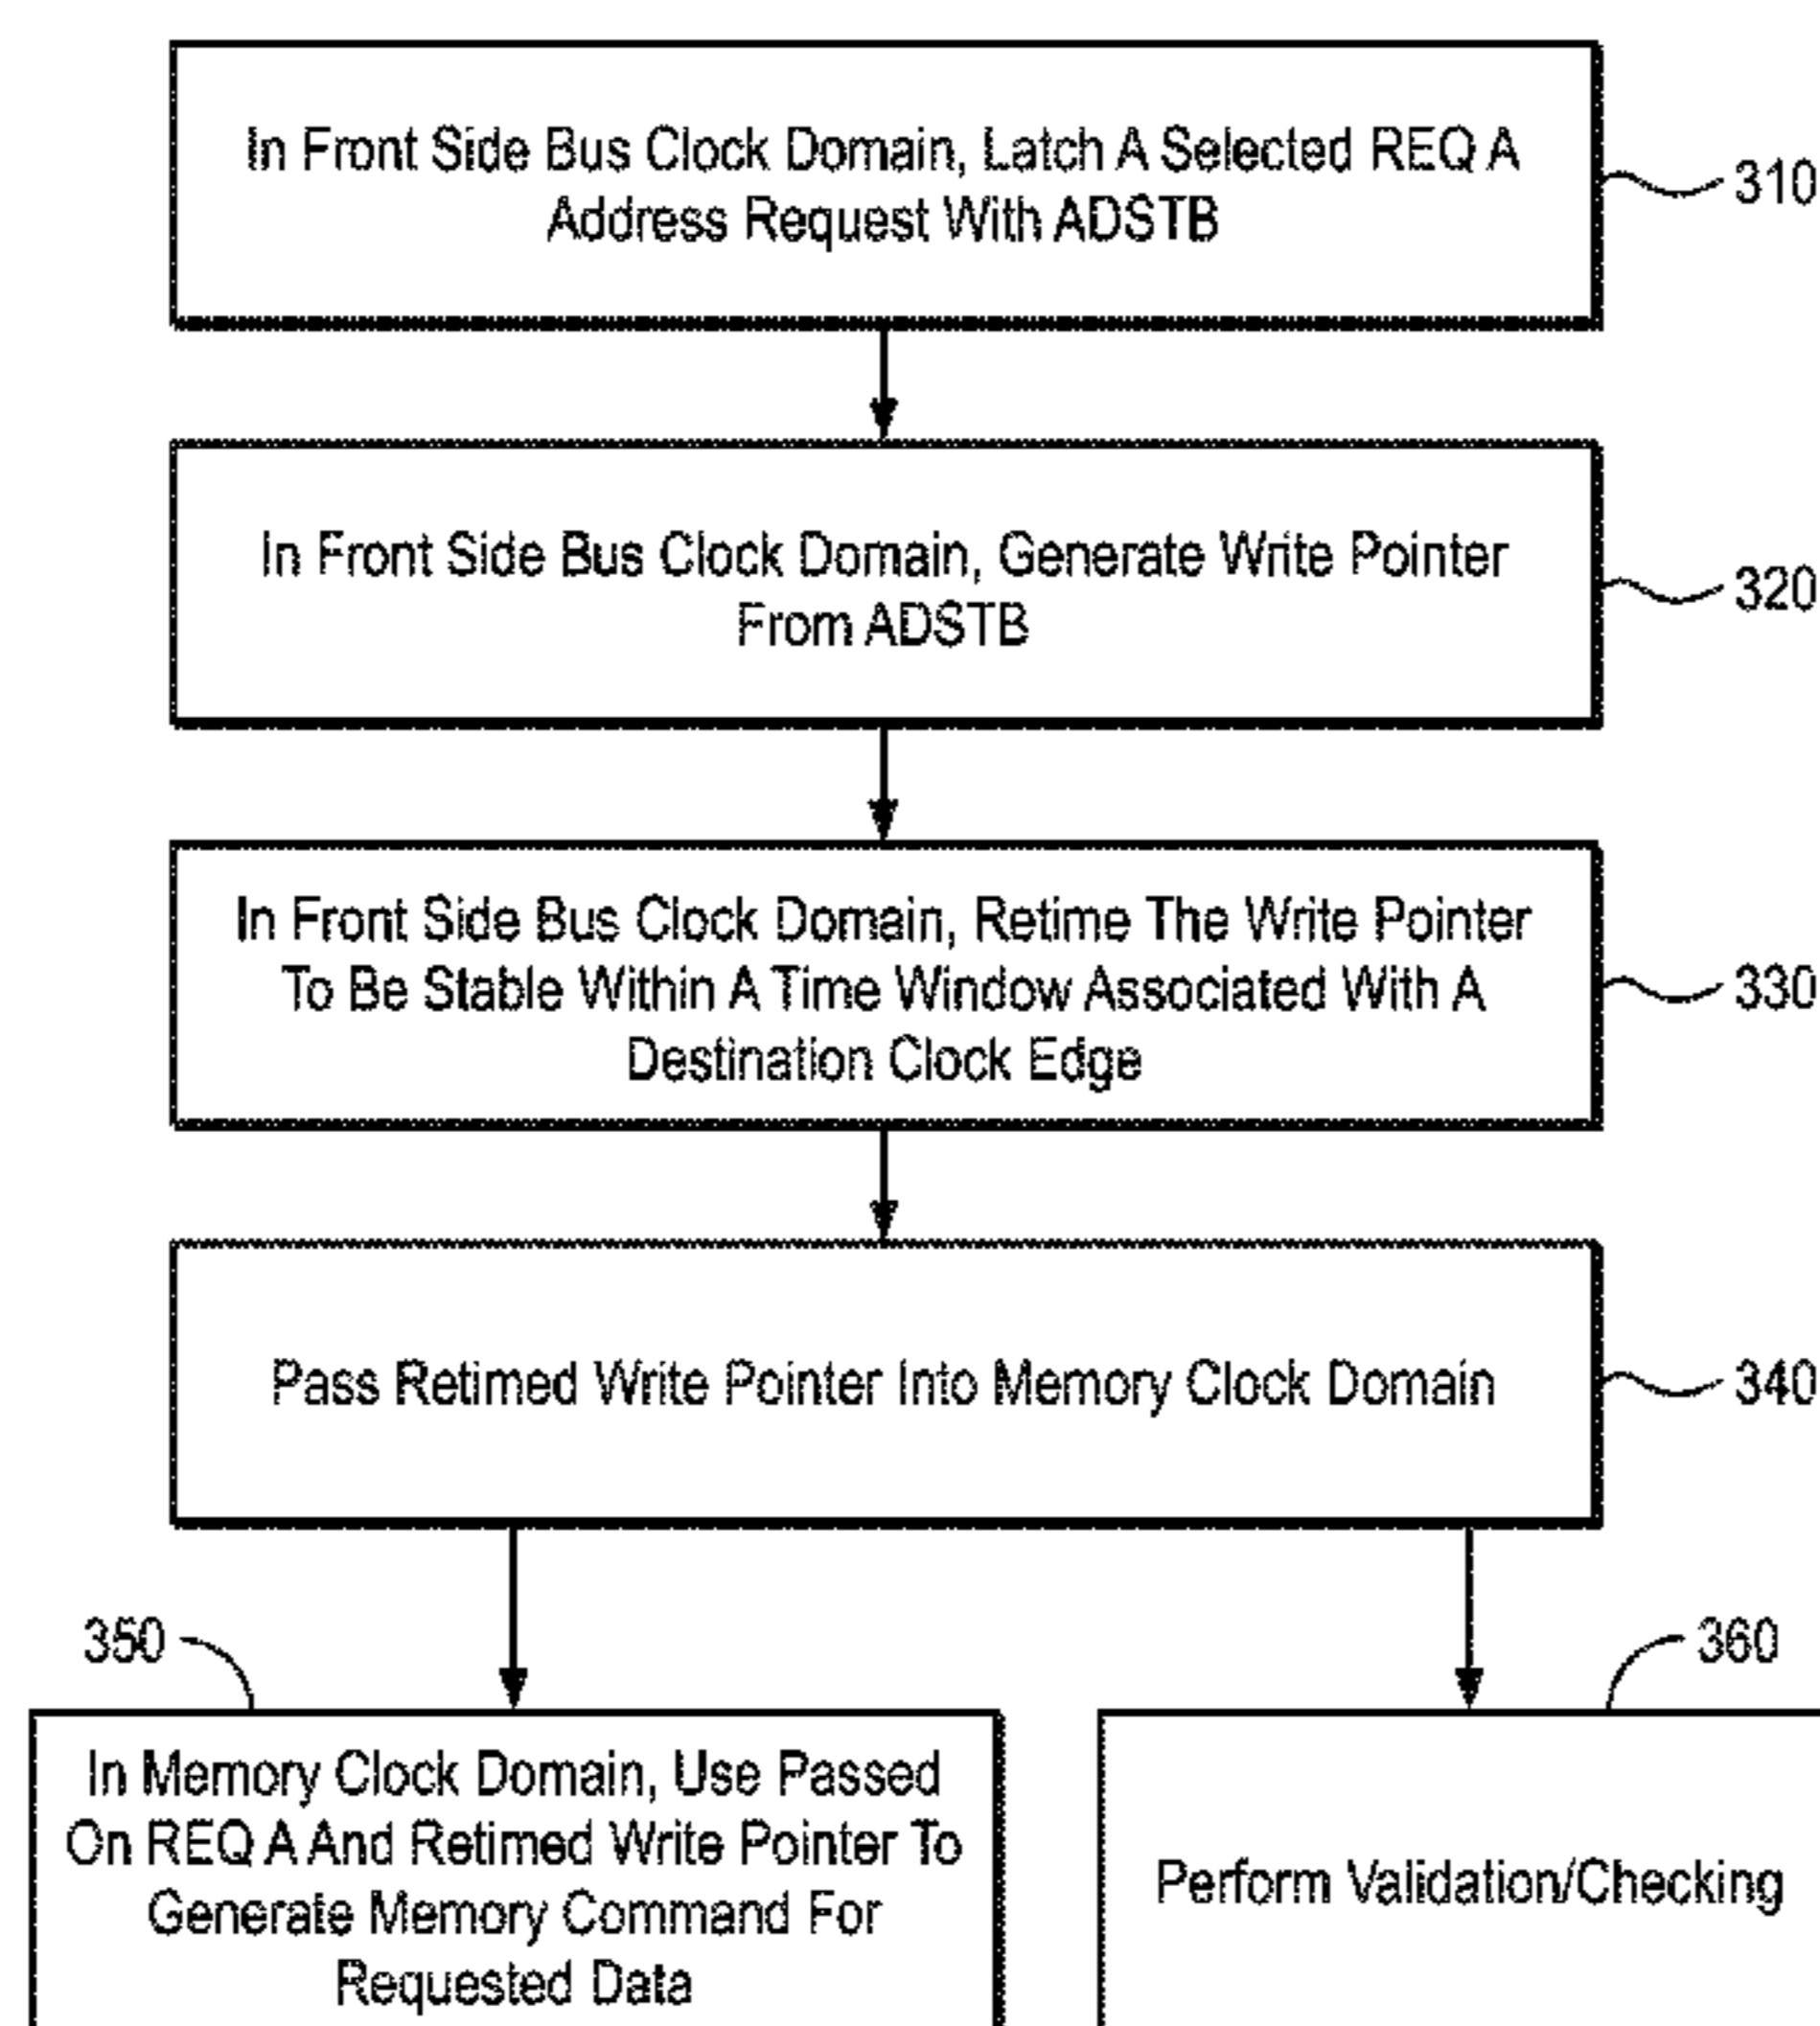 In Front Side Bus Clock Domain, Latch A Selected REQ A
Address Request With ADSTB
310
In Front Side Bus Clock Domain, Generate Write Pointer
From ADSTB
320
In Front Side Bus Clock Domain, Retime The Write Pointer
To Be Stable Within A Time Window Associated With A
Destination Clock Edge
330
Pass Retimed Write Pointer Into Memory Clock Domain
340
350
In Memory Clock Domain, Use Passed
On REQ A And Retimed Write Pointer To
Generate Memory Command For
Requested Data
360
Perform Validation/Checking